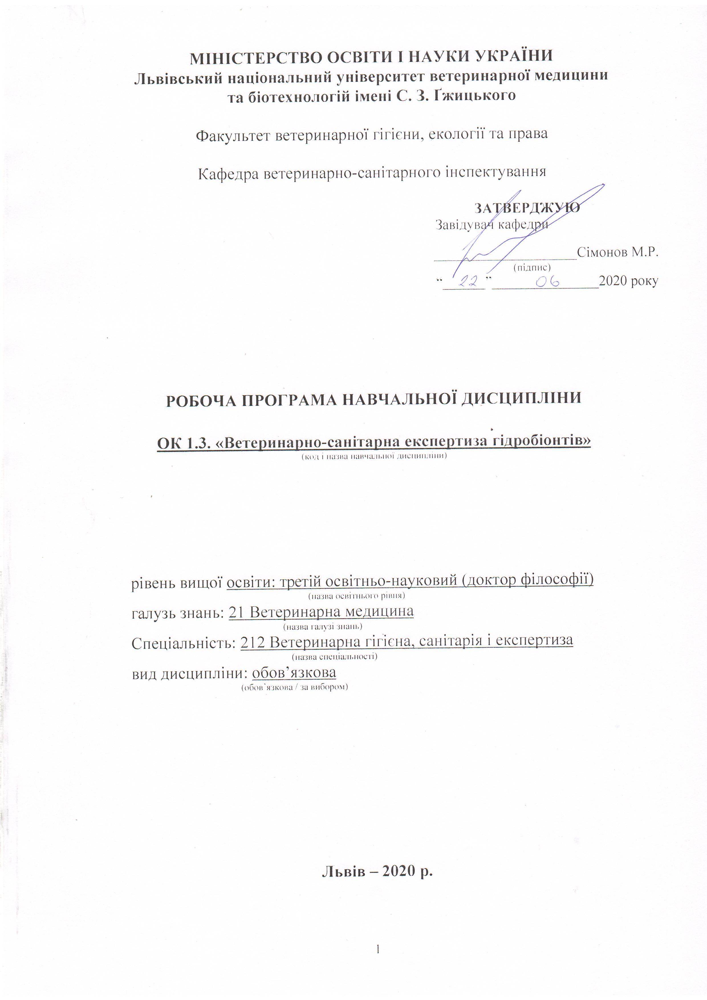 МІНІСТЕРСТВО ОСВІТИ І НАУКИ УКРАЇНИ
Львівський національний університет ветеринарної медицини
та біотехнологій імені С. З. Ґжицького
Факультет ветеринарної гігієни, екології та права
Кафедра ветеринарно-санітарного інспектування
ЗАТВЕРДЖУЮ
Завідувач кафедри
____________________Сімонов М.Р.
(підпис)
“ 22 ” 06 2020 року
РОБОЧА ПРОГРАМА НАВЧАЛЬНОЇ ДИСЦИПЛІНИ
ОК 1.3. «Ветеринарно-санітарна експертиза гідробіонтів»
(код і назва навчальної дисципліни)
рівень вищої освіти: третій освітньо-науковий (доктор філософії)
(назва освітнього рівня)
галузь знань: 21 Ветеринарна медицина
(назва галузі знань)
Спеціальність: 212 Ветеринарна гігієна, санітарія і експертиза
(назва спеціальності)
вид дисципліни: обов’язкова
(обов`язкова / за вибором)
Львів – 2020 р.
1